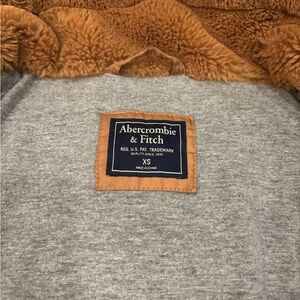 Abercrombie
& Fitch
REG. U.S. PAT. TRADEMARK
QUALITY SINCE 1892
XS
MADE IN CHINA